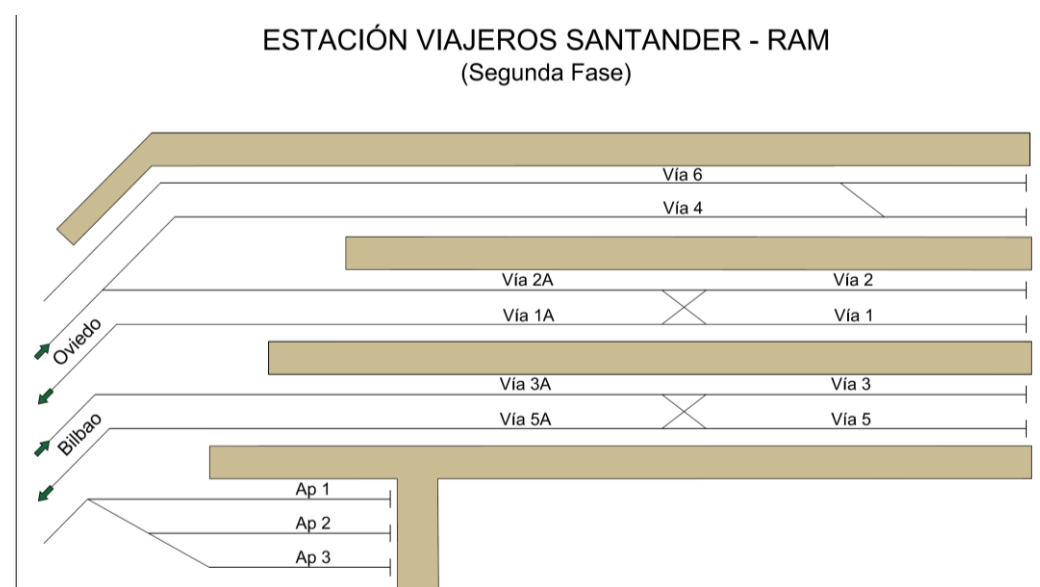 ESTACIÓN VIAJEROS SANTANDER - RAM
(Segunda Fase)
Vía 6
Vía 4
Vía 2A
Vía 2
Vía 1A
Vía 1
Oviedo
Vía 3A
Vía 3
Bilbao
Vía 5A
Vía 5
Ap 1
Ap 2
Ap 3